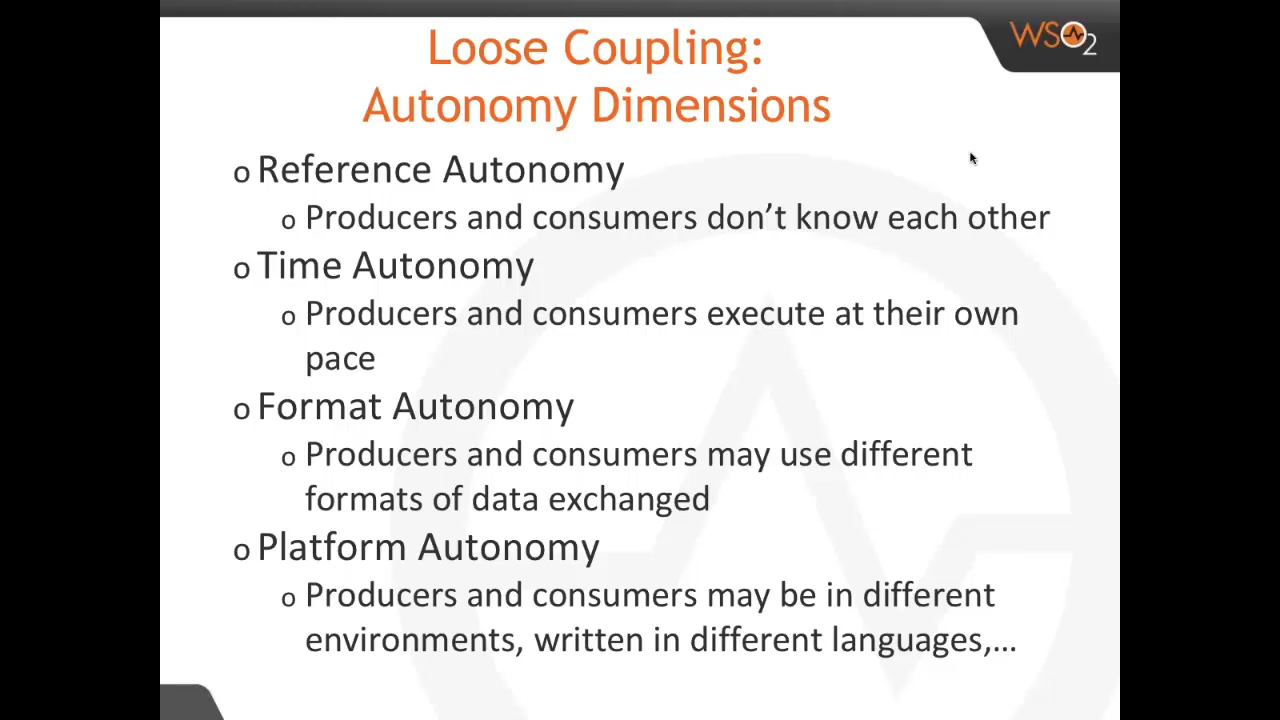 Loose Coupling:
WSO2
Autonomy Dimensions
o Reference Autonomy
o Producers and consumers don’t know each other
o Time Autonomy
o Producers and consumers execute at their own
pace
o Format Autonomy
o Producers and consumers may use different
formats of data exchanged
o Platform Autonomy
o Producers and consumers may be in different
environments, written in different languages,...